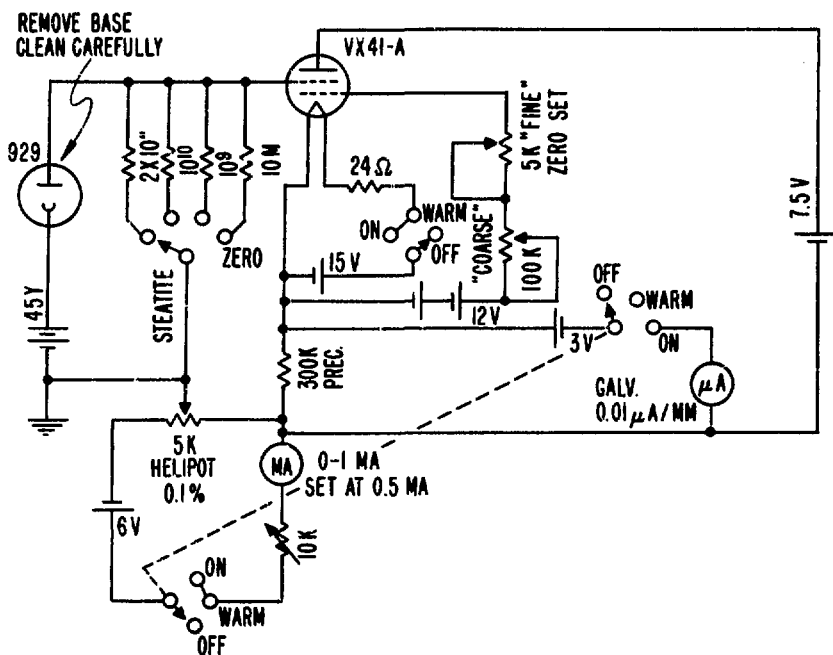 REMOVE BASE
CLEAN CAREFULLY
VX41-A
929
2X10"
10¹⁰
10⁹
10M
ZERO
STEATITE
45V
24Ω
WARM
ON
OFF
15V
5K "FINE"
ZERO SET
"COARSE"
100K
12V
7.5V
OFF
WARM
ON
3V
GALV.
0.01μA/MM
μA
300K
PREC.
5K
HELIPOT
0.1%
MA
0-1 MA
SET AT 0.5 MA
6V
10K
ON
WARM
OFF